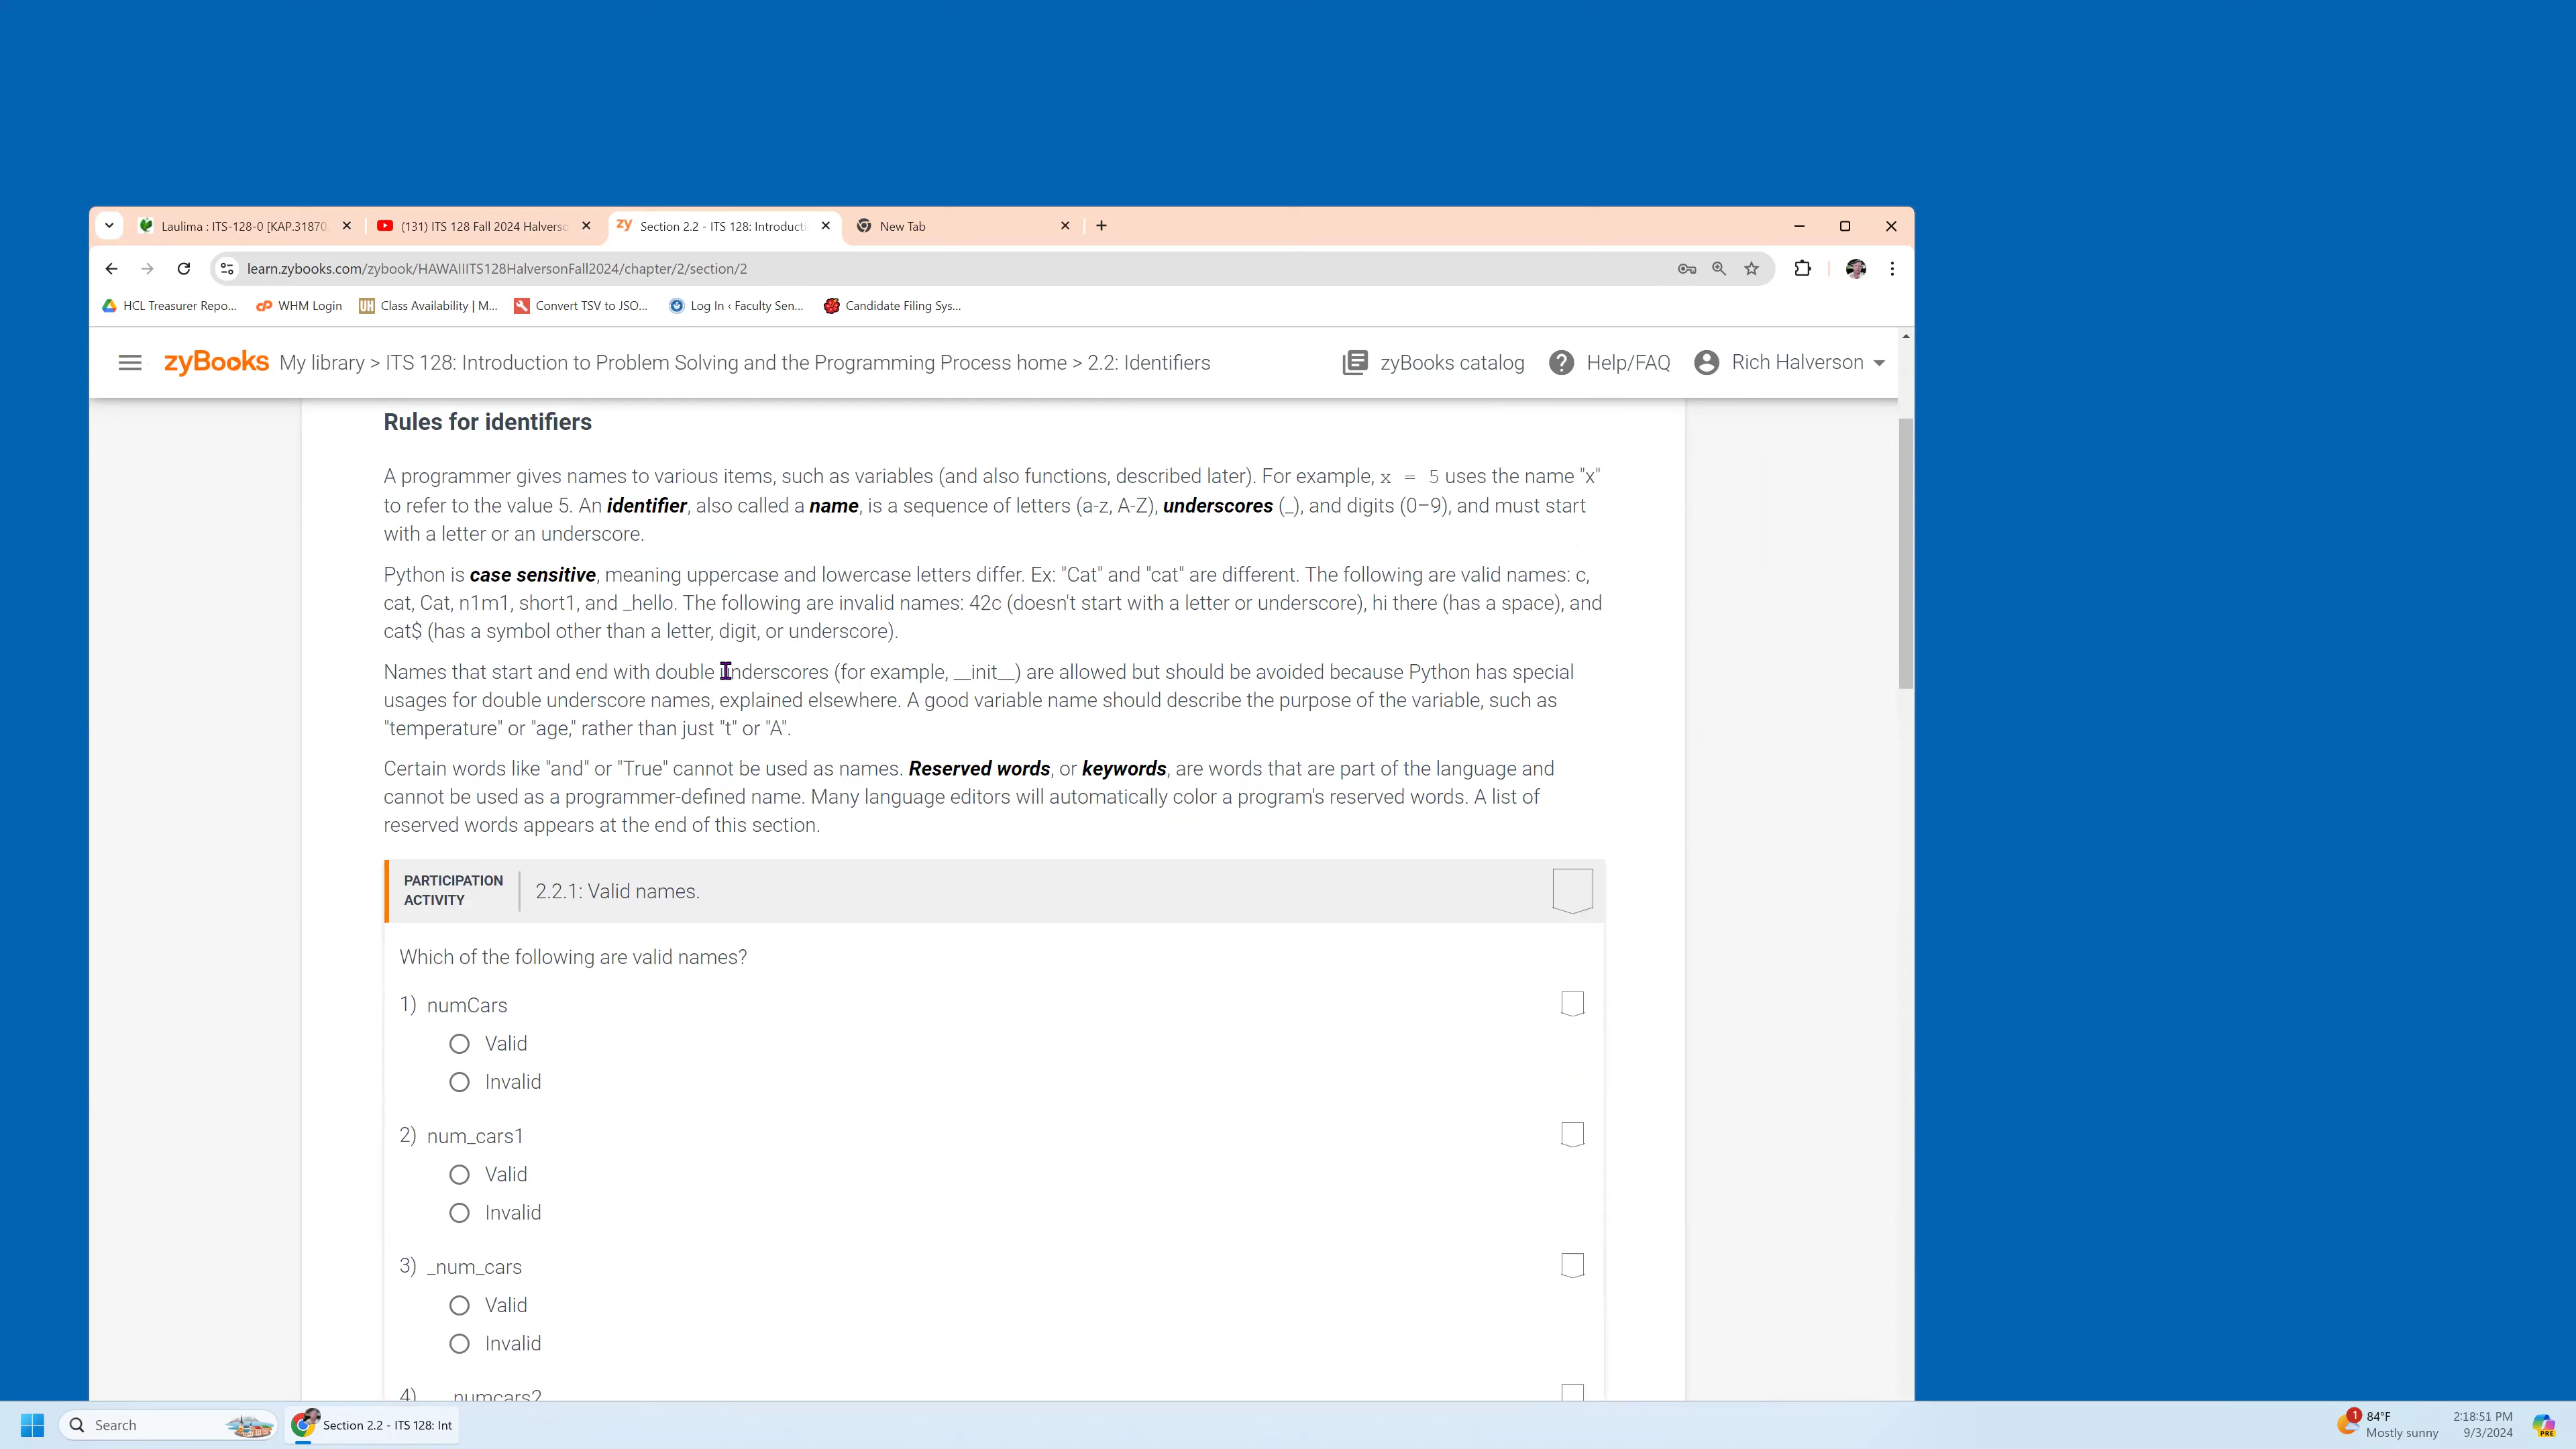 Laulima : ITS-128-0 [KAP.31870
(131) ITS 128 Fall 2024 Halverso
zy Section 2.2 - ITS 128: Introducti
New Tab
learn.zybooks.com/zybook/HAWAIIITS128HalversonFall2024/chapter/2/section/2
HCL Treasurer Repo...
WHM Login
UH Class Availability | M...
Convert TSV to JSO...
Log In ‹ Faculty Sen...
Candidate Filing Sys...
zyBooks My library > ITS 128: Introduction to Problem Solving and the Programming Process home > 2.2: Identifiers
zyBooks catalog
Help/FAQ
Rich Halverson
Rules for identifiers
A programmer gives names to various items, such as variables (and also functions, described later). For example, x = 5 uses the name "x"
to refer to the value 5. An identifier, also called a name, is a sequence of letters (a-z, A-Z), underscores (_), and digits (0–9), and must start
with a letter or an underscore.
Python is case sensitive, meaning uppercase and lowercase letters differ. Ex: "Cat" and "cat" are different. The following are valid names: c,
cat, Cat, n1m1, short1, and _hello. The following are invalid names: 42c (doesn't start with a letter or underscore), hi there (has a space), and
cat$ (has a symbol other than a letter, digit, or underscore).
Names that start and end with double underscores (for example, __init__) are allowed but should be avoided because Python has special
usages for double underscore names, explained elsewhere. A good variable name should describe the purpose of the variable, such as
"temperature" or "age," rather than just "t" or "A".
Certain words like "and" or "True" cannot be used as names. Reserved words, or keywords, are words that are part of the language and
cannot be used as a programmer-defined name. Many language editors will automatically color a program's reserved words. A list of
reserved words appears at the end of this section.
PARTICIPATION
ACTIVITY
2.2.1: Valid names.
Which of the following are valid names?
1) numCars
Valid
Invalid
2) num_cars1
Valid
Invalid
3) _num_cars
Valid
Invalid
4) __numcars2
Search
Section 2.2 - ITS 128: Int
1
84°F
Mostly sunny
2:18:51 PM
9/3/2024
PRE